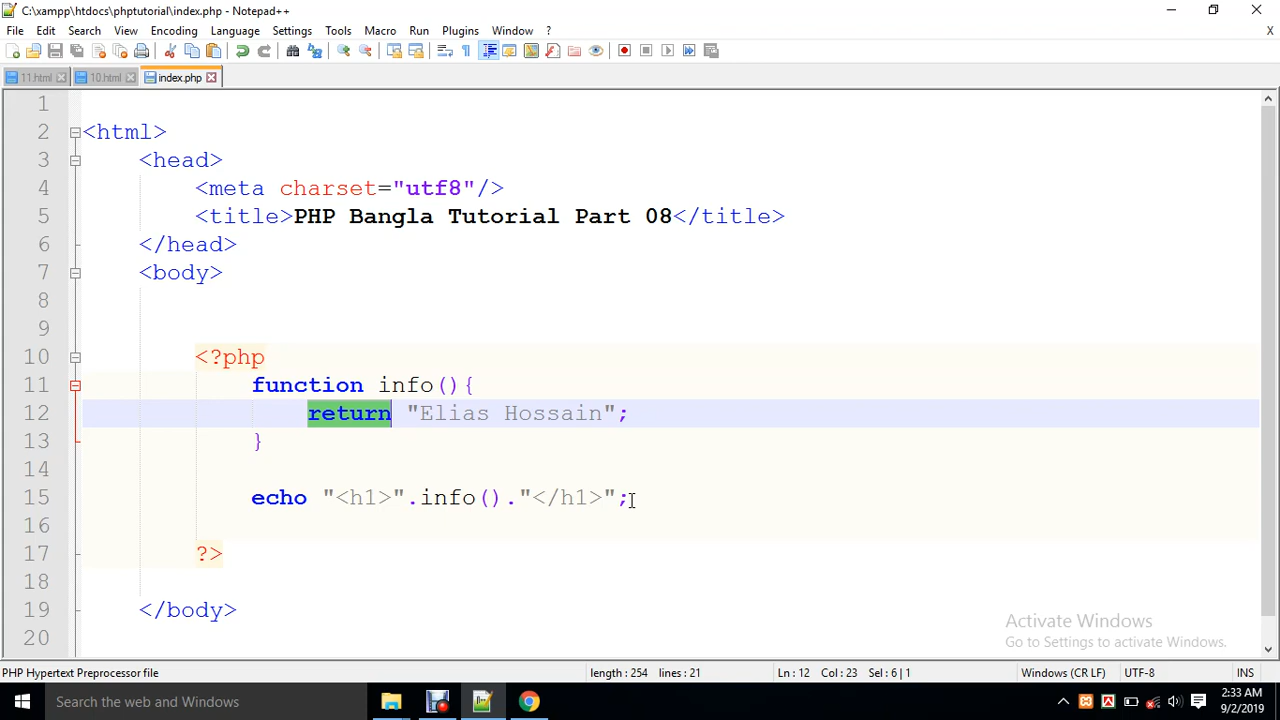 C:\xampp\htdocs\phptutorial\index.php - Notepad++
File Edit Search View Encoding Language Settings Tools Macro Run Plugins Window ? X
11.html 10.html index.php
1
2 <html>
3 <head>
4 <meta charset="utf8"/>
5 <title>PHP Bangla Tutorial Part 08</title>
6 </head>
7 <body>
8
9
10 <?php
11 function info(){
12 return "Elias Hossain";
13 }
14
15 echo "<h1>".info()."</h1>";
16
17 ?>
18
19 </body>
20
Activate Windows
Go to Settings to activate Windows.
PHP Hypertext Preprocessor file length : 254 lines : 21 Ln : 12 Col : 23 Sel : 6 | 1 Windows (CR LF) UTF-8 INS
Search the web and Windows
2:33 AM
9/2/2019